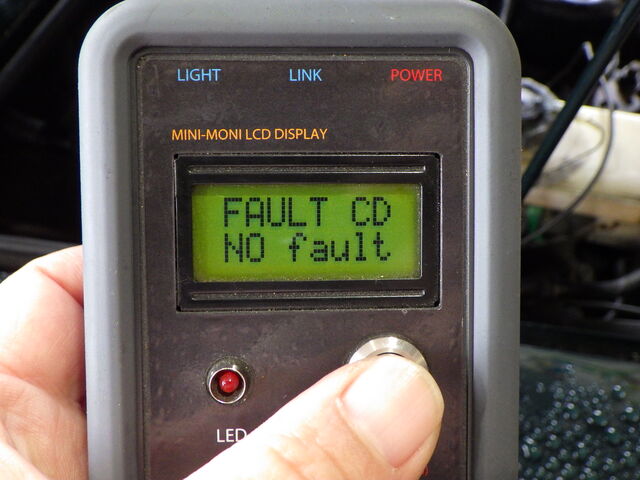 LIGHT LINK POWER
MINI-MONI LCD DISPLAY
FAULT CD
NO fault
LED